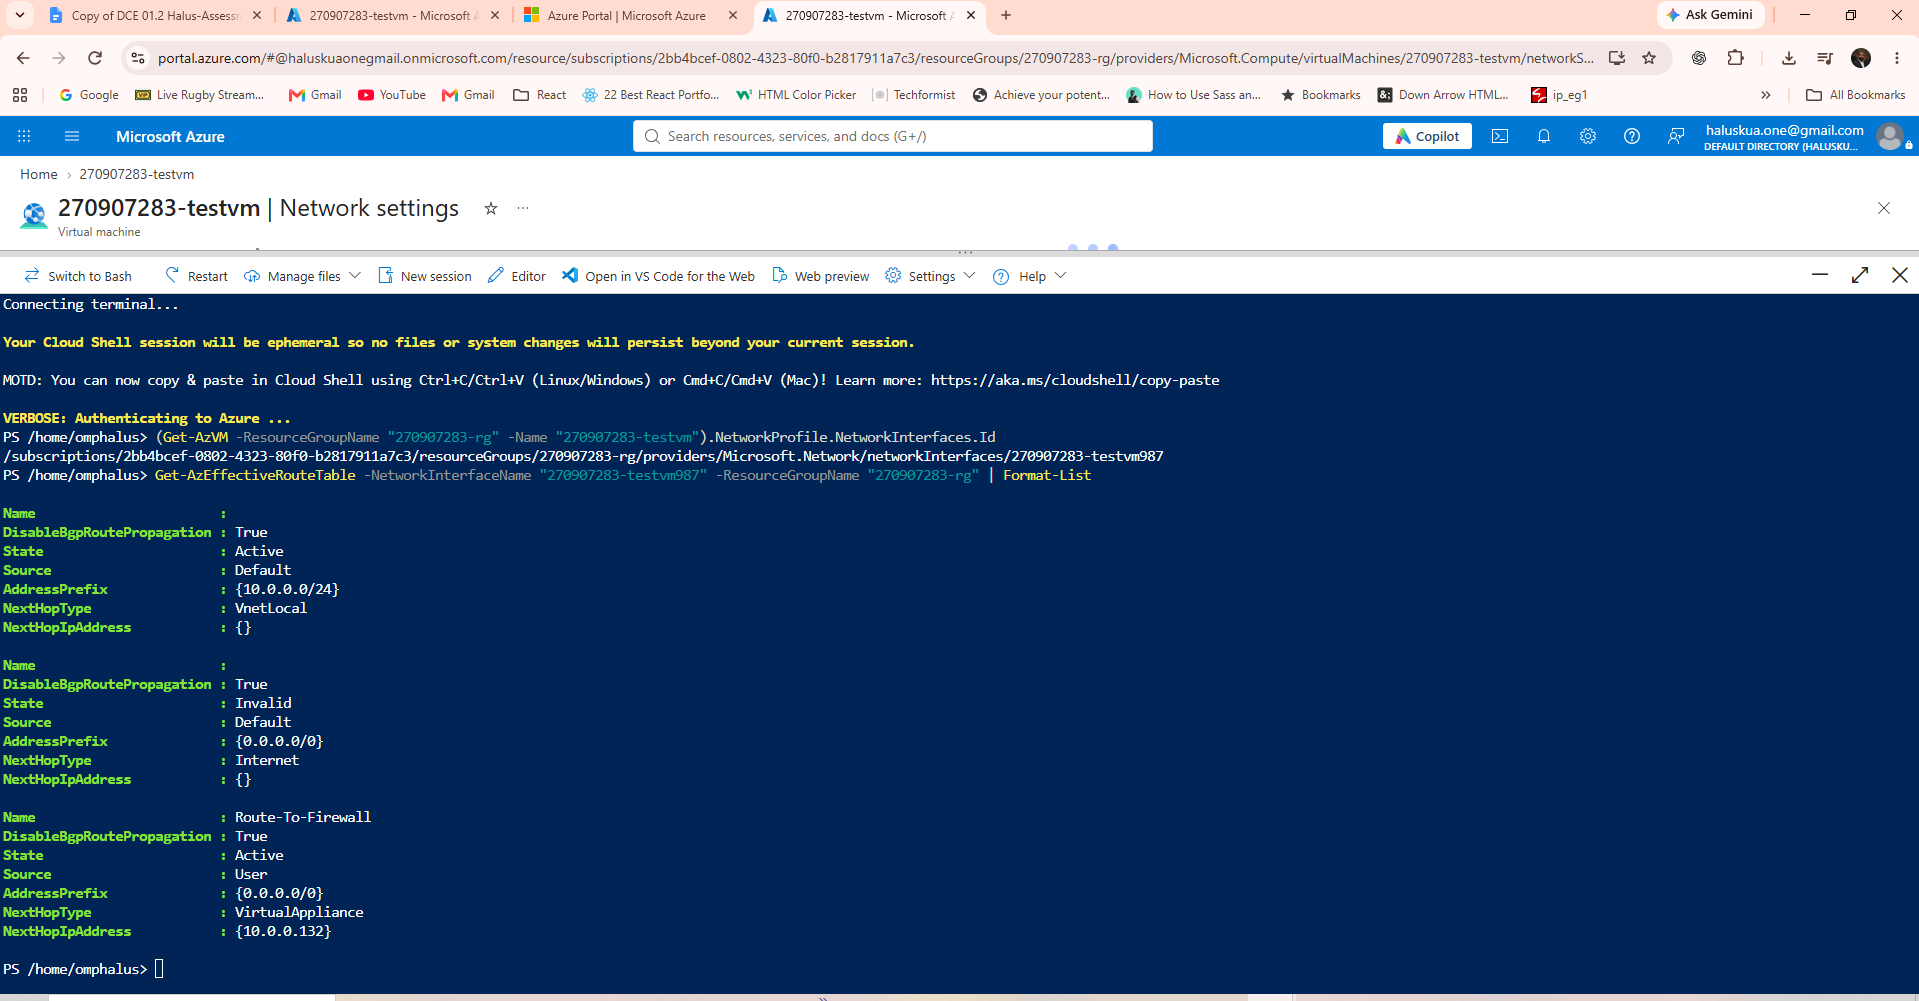 Copy of DCE 01.2 Halus-Assessm
270907283-testvm - Microsoft A
Azure Portal | Microsoft Azure
270907283-testvm - Microsoft A
Ask Gemini
portal.azure.com/#@haluskuaonegmail.onmicrosoft.com/resource/subscriptions/2bb4bcef-0802-4323-80f0-b2817911a7c3/resourceGroups/270907283-rg/providers/Microsoft.Compute/virtualMachines/270907283-testvm/networkS...
Google
Live Rugby Stream...
Gmail
YouTube
Gmail
React
22 Best React Portfo...
HTML Color Picker
Techformist
Achieve your potent...
How to Use Sass an...
Bookmarks
Down Arrow HTML...
ip_eg1
All Bookmarks
Microsoft Azure
Search resources, services, and docs (G+/)
Copilot
haluskua.one@gmail.com
DEFAULT DIRECTORY (HALUSKU...
Home > 270907283-testvm
270907283-testvm | Network settings
Virtual machine
Switch to Bash
Restart
Manage files
New session
Editor
Open in VS Code for the Web
Web preview
Settings
Help
Connecting terminal...
Your Cloud Shell session will be ephemeral so no files or system changes will persist beyond your current session.
MOTD: You can now copy & paste in Cloud Shell using Ctrl+C/Ctrl+V (Linux/Windows) or Cmd+C/Cmd+V (Mac)! Learn more: https://aka.ms/cloudshell/copy-paste
VERBOSE: Authenticating to Azure ...
PS /home/omphalus> (Get-AzVM -ResourceGroupName "270907283-rg" -Name "270907283-testvm").NetworkProfile.NetworkInterfaces.Id
/subscriptions/2bb4bcef-0802-4323-80f0-b2817911a7c3/resourceGroups/270907283-rg/providers/Microsoft.Network/networkInterfaces/270907283-testvm987
PS /home/omphalus> Get-AzEffectiveRouteTable -NetworkInterfaceName "270907283-testvm987" -ResourceGroupName "270907283-rg" | Format-List
Name :
DisableBgpRoutePropagation : True
State : Active
Source : Default
AddressPrefix : {10.0.0.0/24}
NextHopType : VnetLocal
NextHopIpAddress : {}
Name :
DisableBgpRoutePropagation : True
State : Invalid
Source : Default
AddressPrefix : {0.0.0.0/0}
NextHopType : Internet
NextHopIpAddress : {}
Name : Route-To-Firewall
DisableBgpRoutePropagation : True
State : Active
Source : User
AddressPrefix : {0.0.0.0/0}
NextHopType : VirtualAppliance
NextHopIpAddress : {10.0.0.132}
PS /home/omphalus>